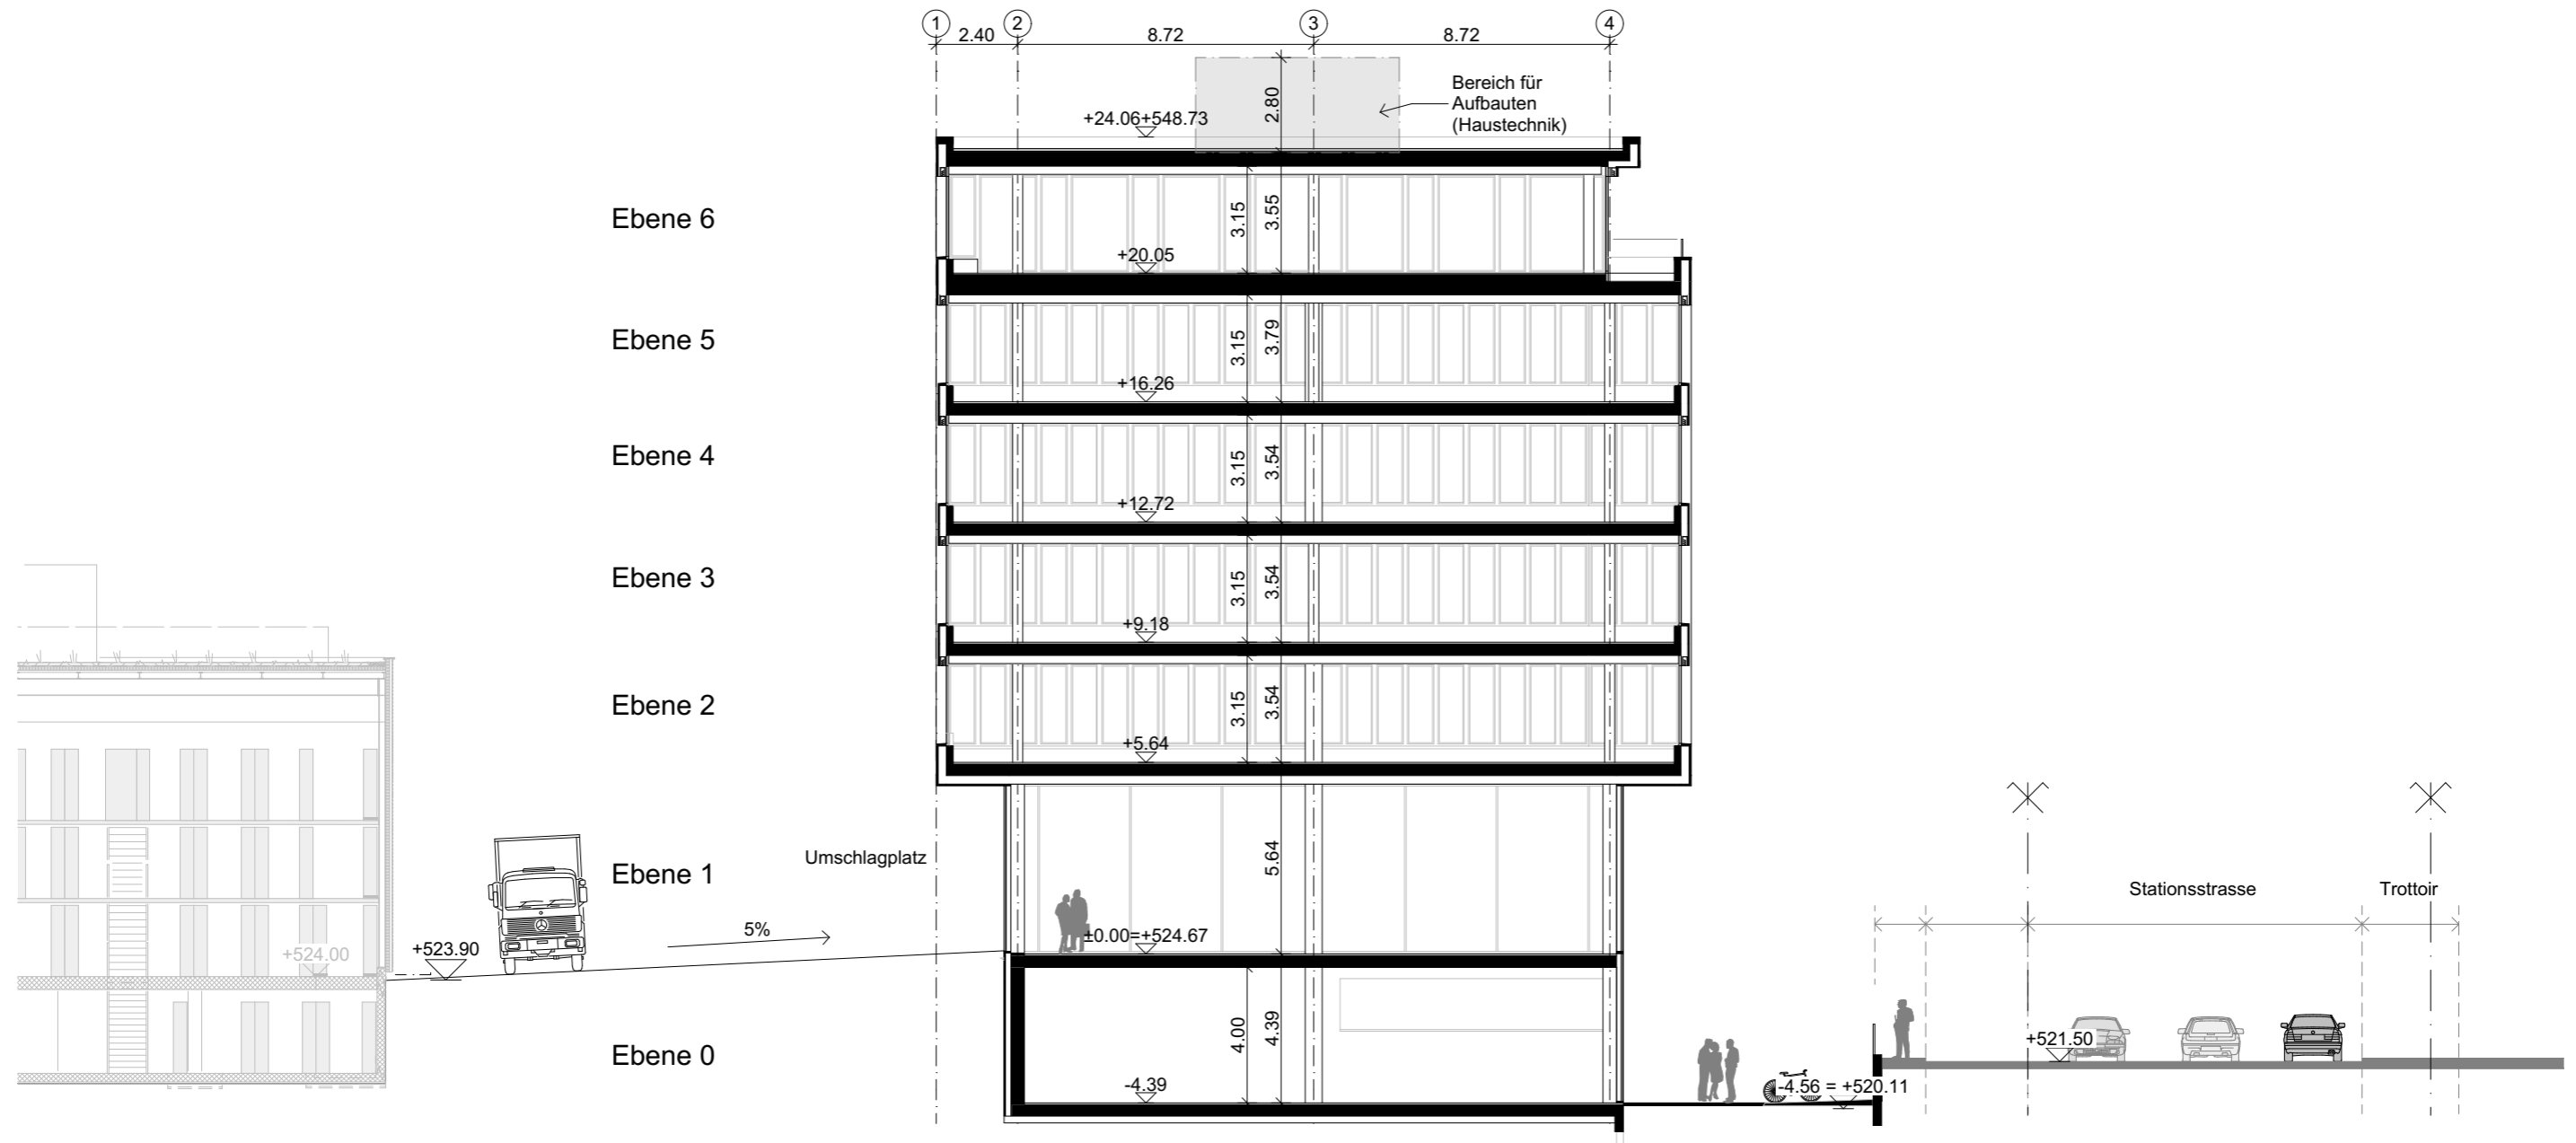 1 2 3 4
2.40 8.72 8.72
Bereich für
Aufbauten
(Haustechnik)
2.80
+24.06+548.73
Ebene 6
3.15 3.55
+20.05
Ebene 5
3.15 3.79
+16.26
Ebene 4
3.15 3.54
+12.72
Ebene 3
3.15 3.54
+9.18
Ebene 2
3.15 3.54
+5.64
Umschlagplatz
Ebene 1
5.64
Stationsstrasse Trottoir
5%
±0.00=+524.67
+524.00
+523.90
4.00 4.39
Ebene 0
+521.50
-4.39
-4.56 = +520.11